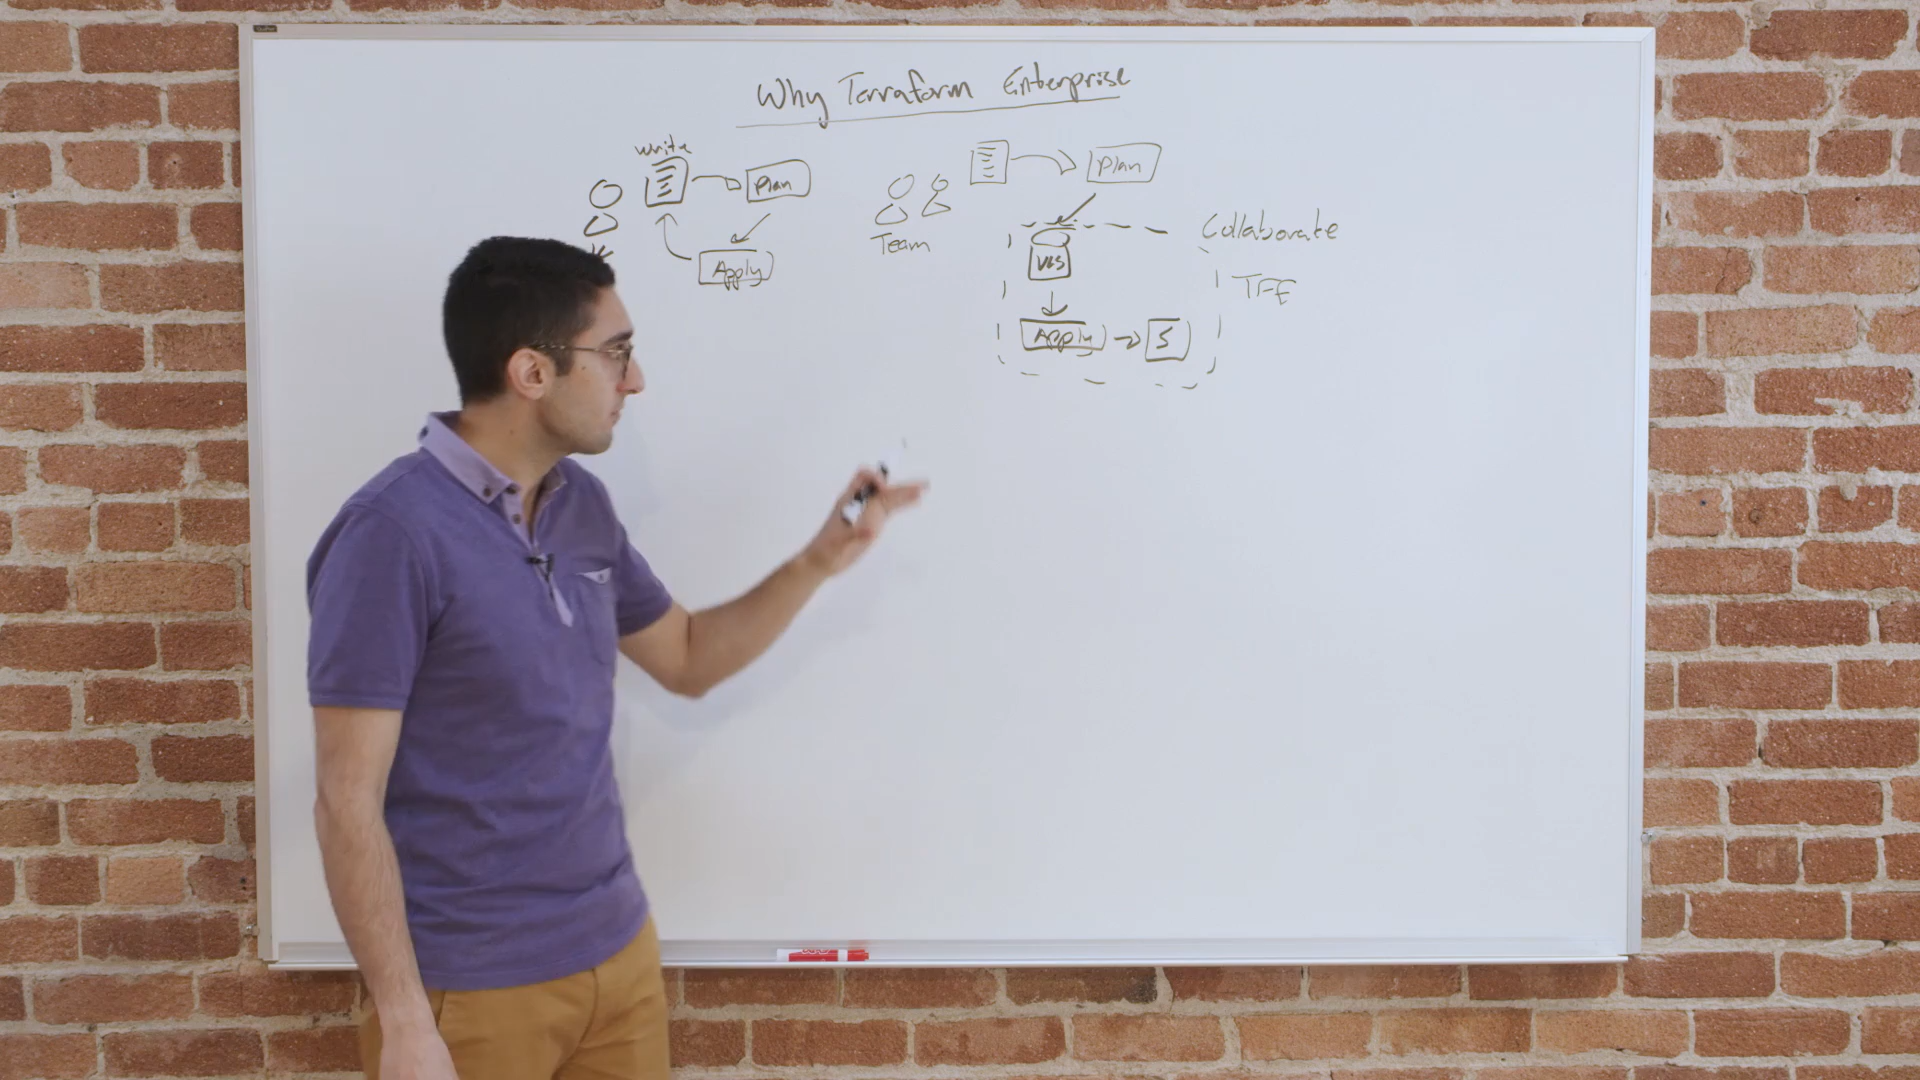 Why Terraform Enterprise
write
Plan
Apply
Plan
Team
VCS
Apply
S
Collaborate
TFE